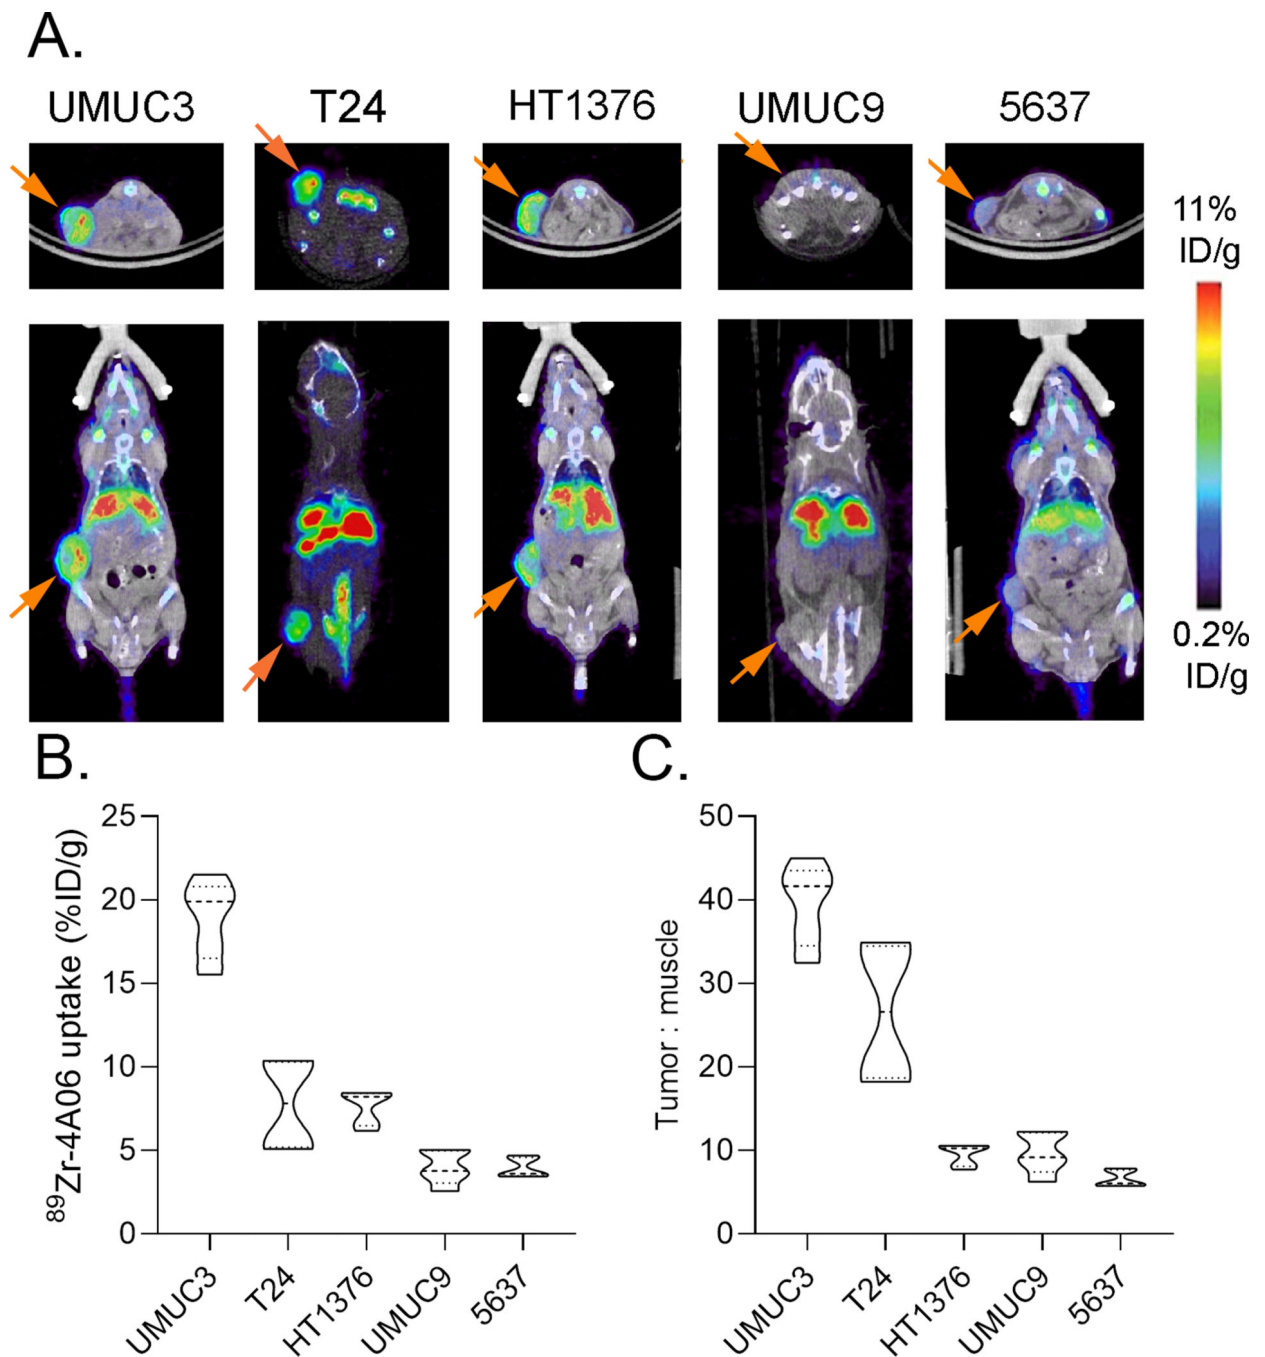 A.
UMUC3 T24 HT1376 UMUC9 5637
11%
ID/g
0.2%
ID/g
B.
89Zr-4A06 uptake (%ID/g)
25
20
15
10
5
0
UMUC3 T24 HT1376 UMUC9 5637
C.
Tumor : muscle
50
40
30
20
10
0
UMUC3 T24 HT1376 UMUC9 5637